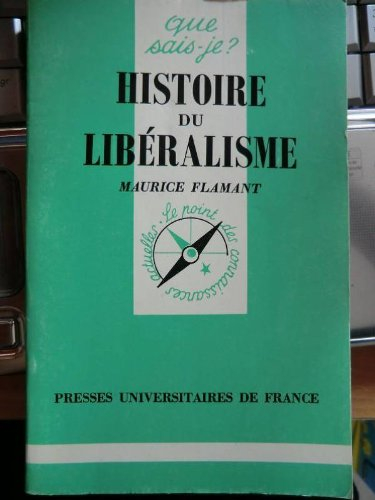 que
sais-je?
HISTOIRE
DU
LIBÉRALISME
MAURICE FLAMANT
Le point des connaissances actuelles.
PRESSES UNIVERSITAIRES DE FRANCE